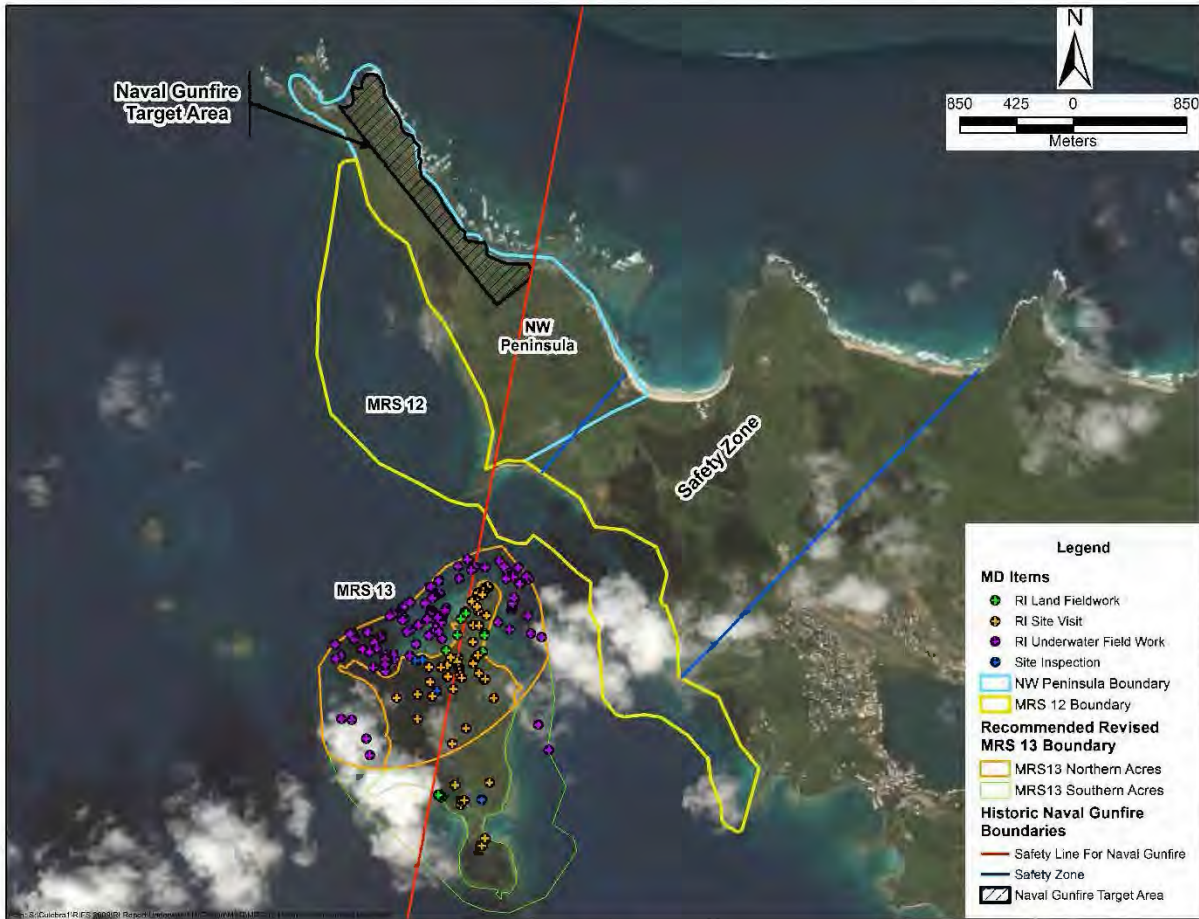 Naval Gunfire
Target Area
N
850 425 0 850
Meters
NW
Peninsula
MRS 12
Safety Zone
MRS 13
Legend
MD Items
RI Land Fieldwork
RI Site Visit
RI Underwater Field Work
Site Inspection
NW Peninsula Boundary
MRS 12 Boundary
Recommended Revised
MRS 13 Boundary
MRS13 Northern Acres
MRS13 Southern Acres
Historic Naval Gunfire
Boundaries
Safety Line For Naval Gunfire
Safety Zone
Naval Gunfire Target Area